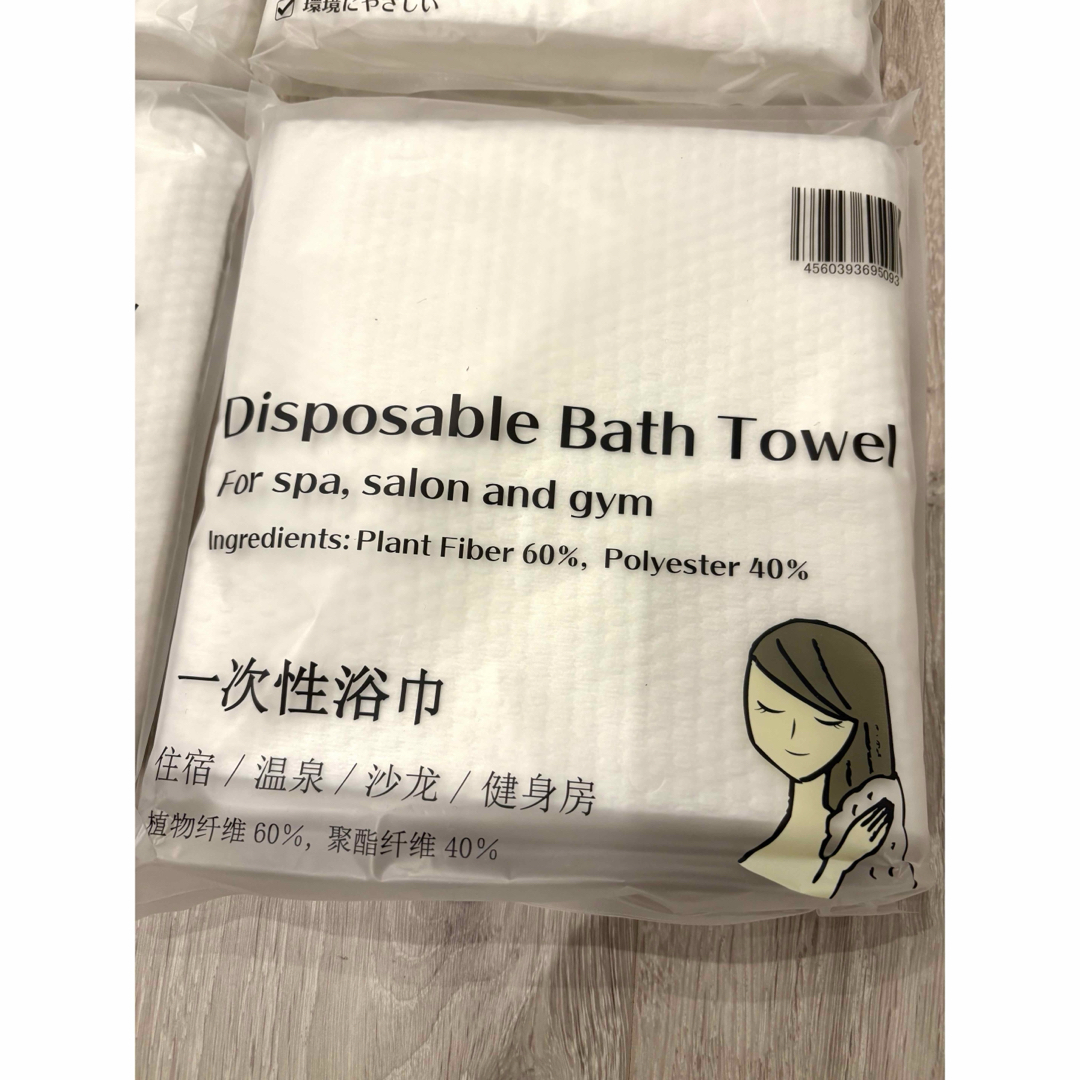 環境にやさしい
4560393695093
Disposable Bath Towel
For spa, salon and gym
Ingredients: Plant Fiber 60%, Polyester 40%
一次性浴巾
住宿 / 温泉 / 沙龙 / 健身房
植物纤维 60%, 聚酯纤维 40%